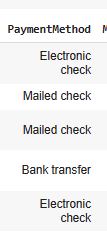 PaymentMethod
Electronic
check
Mailed check
Mailed check
Bank transfer
Electronic
check